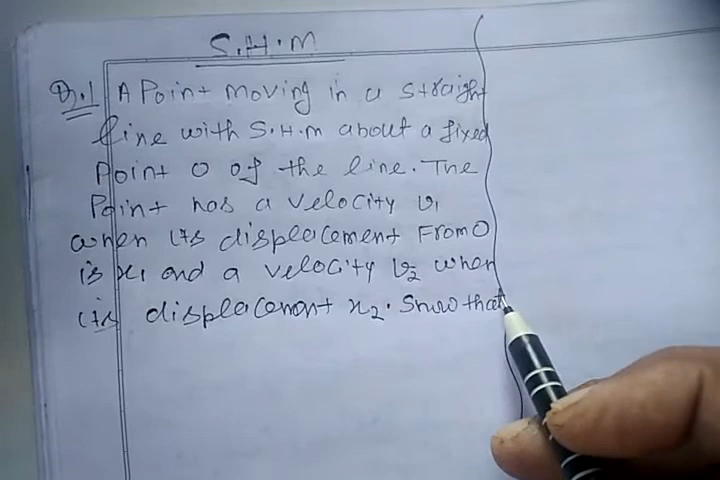 S.H.M
Q.1 A Point moving in a straight
line with S.H.M about a fixed
Point O of the line. The
Point has a velocity v₁
when its displacement From O
is x₁ and a velocity v₂ when
its displacement x₂. Show that